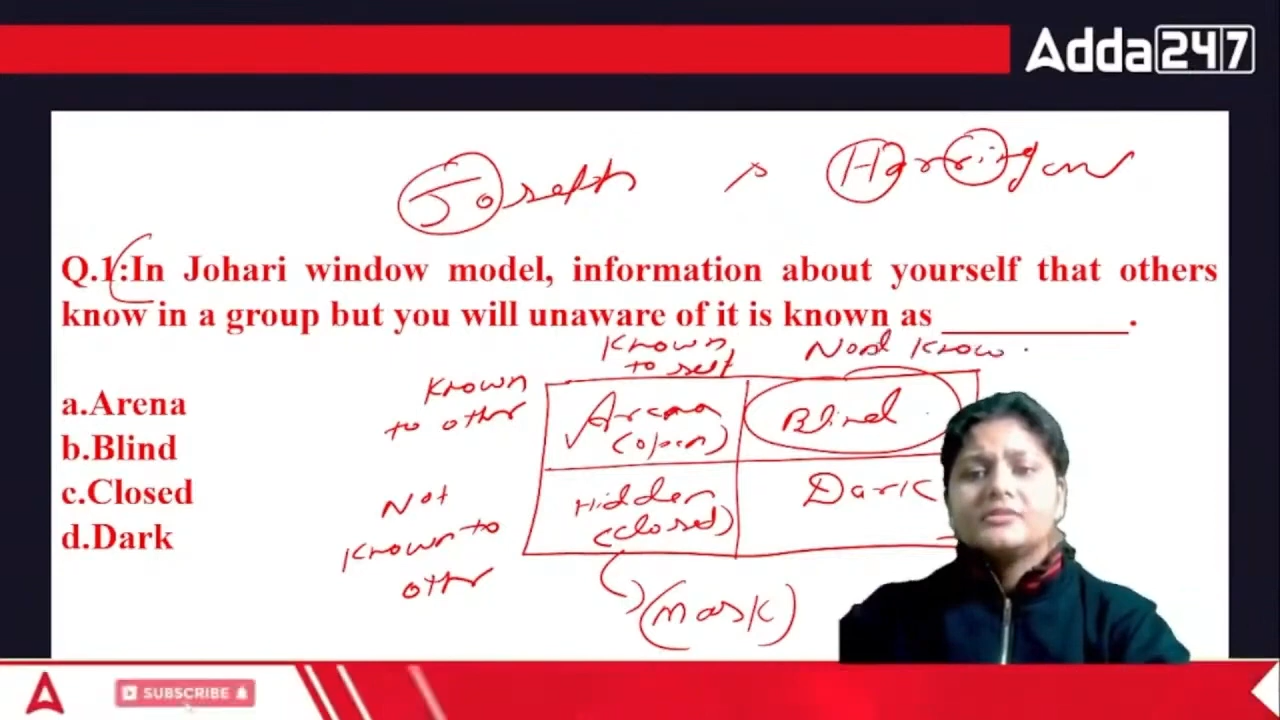 Adda247
Joseph & Harrington
Q.1:In Johari window model, information about yourself that others
know in a group but you will unaware of it is known as __________.
Known to self
Not Know
Known
to other
Arena
(open)
Blind
a.Arena
b.Blind
c.Closed
d.Dark
Not
Known to
other
Hidden
(closed)
Dark
(mask)
SUBSCRIBE